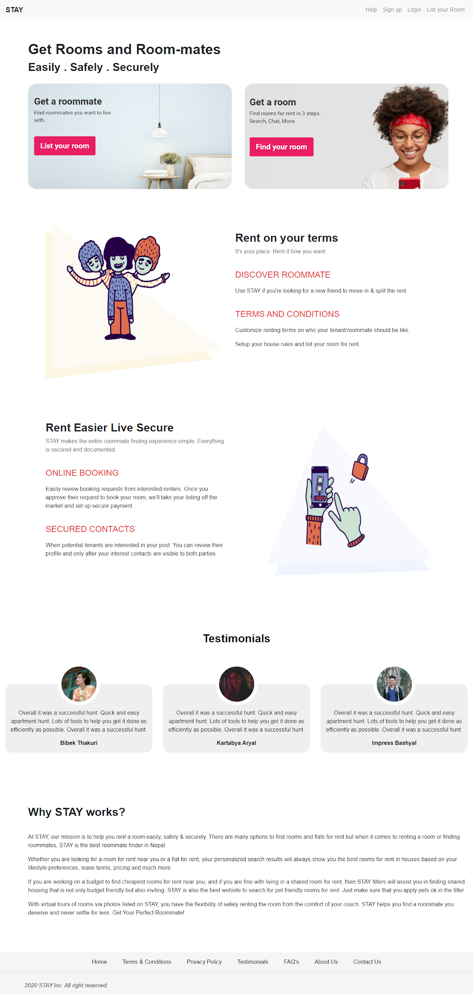 STAY
Help Sign up Login List your Room
Get Rooms and Room-mates
Easily . Safely . Securely
Get a roommate
Find roommates you want to live
with.
List your room
Get a room
Find rooms for rent in 3 steps.
Search, Chat, Move
Find your room
Rent on your terms
It's your place. Rent it how you want.
DISCOVER ROOMMATE
Use STAY if you're looking for a new friend to move in & split the rent.
TERMS AND CONDITIONS
Customize renting terms on who your tenant/roommate should be like.
Setup your house rules and list your room for rent.
Rent Easier Live Secure
STAY makes the entire roommate finding experience simple. Everything
is secured and documented.
ONLINE BOOKING
Easily review booking requests from interested renters. Once you
approve their request to book your room, we'll take your listing off the
market and set up secure payment.
SECURED CONTACTS
When potential tenants are interested in your post. You can review their
profile and only after your interest contacts are visible to both parties.
BOOK
Testimonials
Overall it was a successful hunt. Quick and easy
apartment hunt. Lots of tools to help you get it done as
efficiently as possible. Overall it was a successful hunt.
Bibek Thakuri
Overall it was a successful hunt. Quick and easy
apartment hunt. Lots of tools to help you get it done as
efficiently as possible. Overall it was a successful hunt.
Kartabya Aryal
Overall it was a successful hunt. Quick and easy
apartment hunt. Lots of tools to help you get it done as
efficiently as possible. Overall it was a successful hunt.
Impress Bashyal
Why STAY works?
At STAY, our mission is to help you rent a room easily, safely & securely. There are many options to find rooms and flats for rent but when it comes to renting a room or finding
roommates, STAY is the best roommate finder in Nepal.
Whether you are looking for a room for rent near you or a flat for rent, your personalized search results will always show you the best rooms for rent in houses based on your
lifestyle preferences, lease terms, pricing and much more.
If you are working on a budget to find cheapest rooms for rent near you, and if you are fine with living in a shared room for rent, then STAY filters will assist you in finding shared
housing that is not only budget friendly but also inviting. STAY is also the best website to search for pet friendly rooms for rent. Just make sure that you apply pets ok in the filter.
With virtual tours of rooms via photos listed on STAY, you have the flexibility of safely renting the room from the comfort of your couch. STAY helps you find a roommate you
deserve and never settle for less. Get Your Perfect Roommate!
Home Terms & Conditions Privacy Policy Testimonials FAQ's About Us Contact Us
2020 STAY Inc. All right reserved.